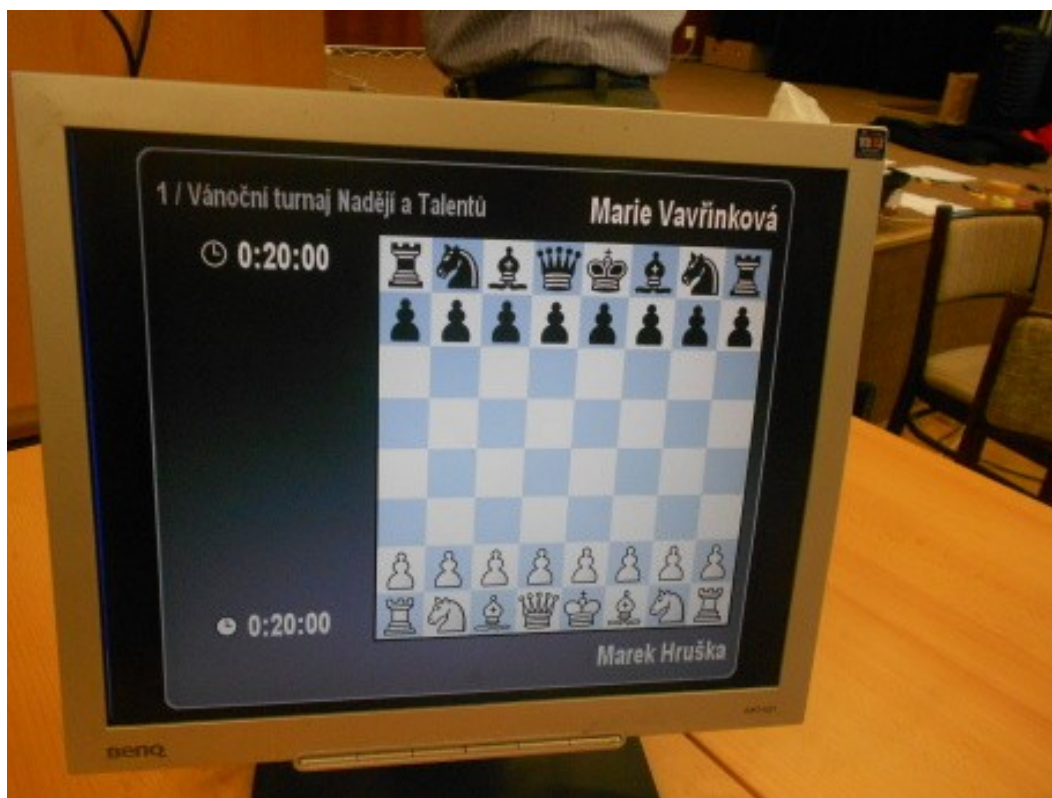 1 / Vánoční turnaj Nadějí a Talentů
Marie Vavřinková
0:20:00
0:20:00
Marek Hruška
BenQ